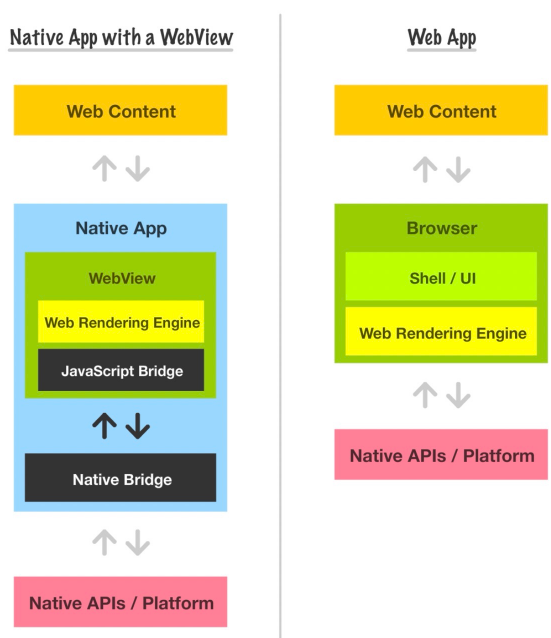 Native App with a WebView
Web Content
Native App
WebView
Web Rendering Engine
JavaScript Bridge
Native Bridge
Native APIs / Platform
Web App
Web Content
Browser
Shell / UI
Web Rendering Engine
Native APIs / Platform